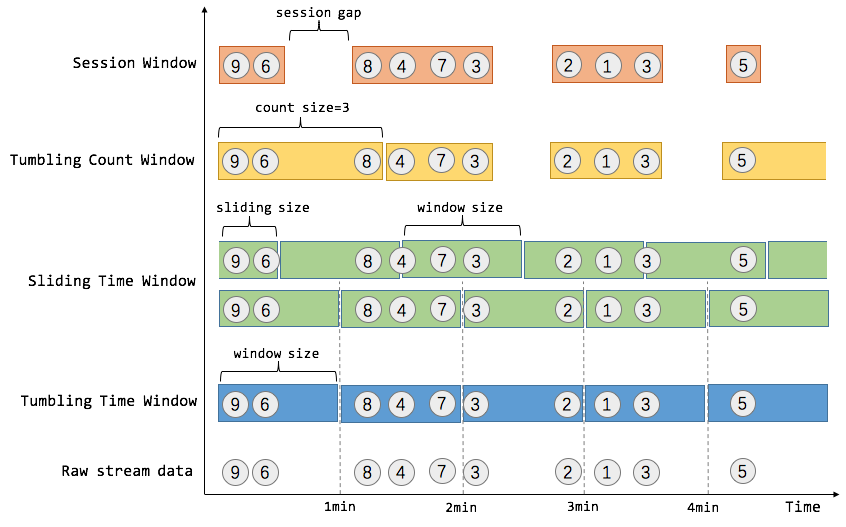 session gap
Session Window 9 6 8 4 7 3 2 1 3 5
count size=3
Tumbling Count Window 9 6 8 4 7 3 2 1 3 5
sliding size window size
9 6 8 4 7 3 2 1 3 5
Sliding Time Window
9 6 8 4 7 3 2 1 3 5
window size
Tumbling Time Window 9 6 8 4 7 3 2 1 3 5
Raw stream data 9 6 8 4 7 3 2 1 3 5
1min 2min 3min 4min Time